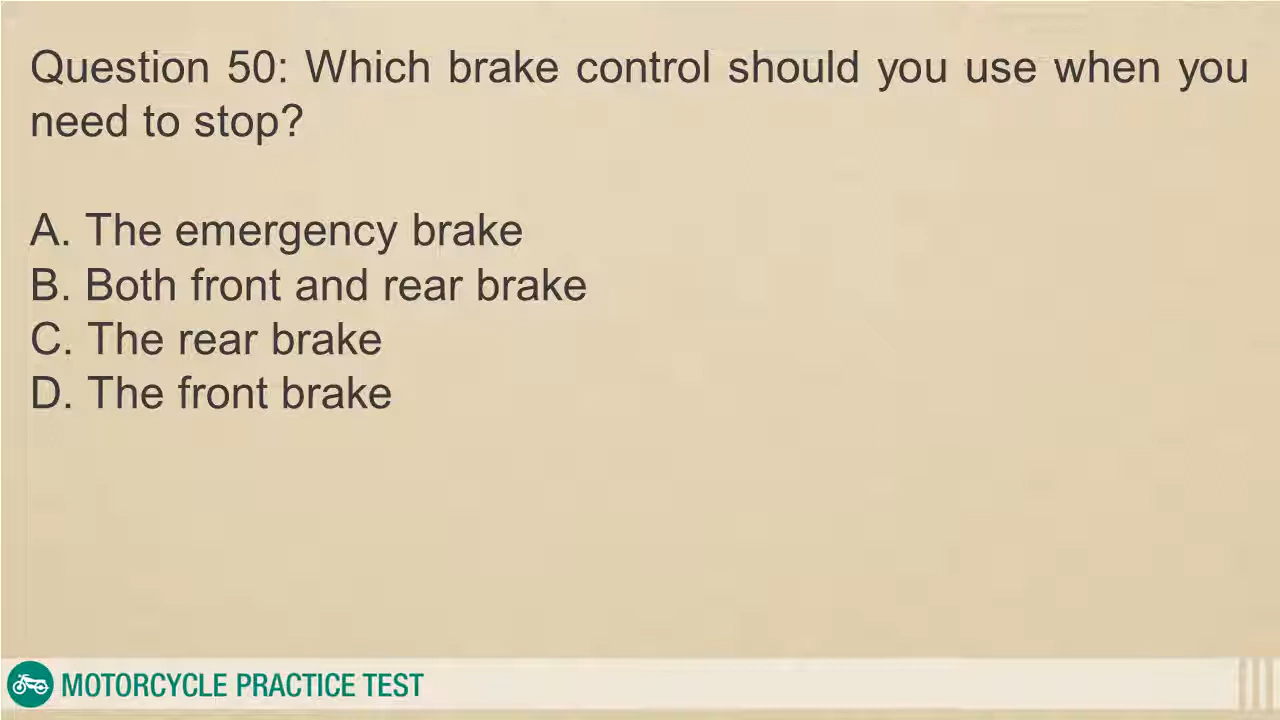 Question 50: Which brake control should you use when you
need to stop?
A. The emergency brake
B. Both front and rear brake
C. The rear brake
D. The front brake
MOTORCYCLE PRACTICE TEST